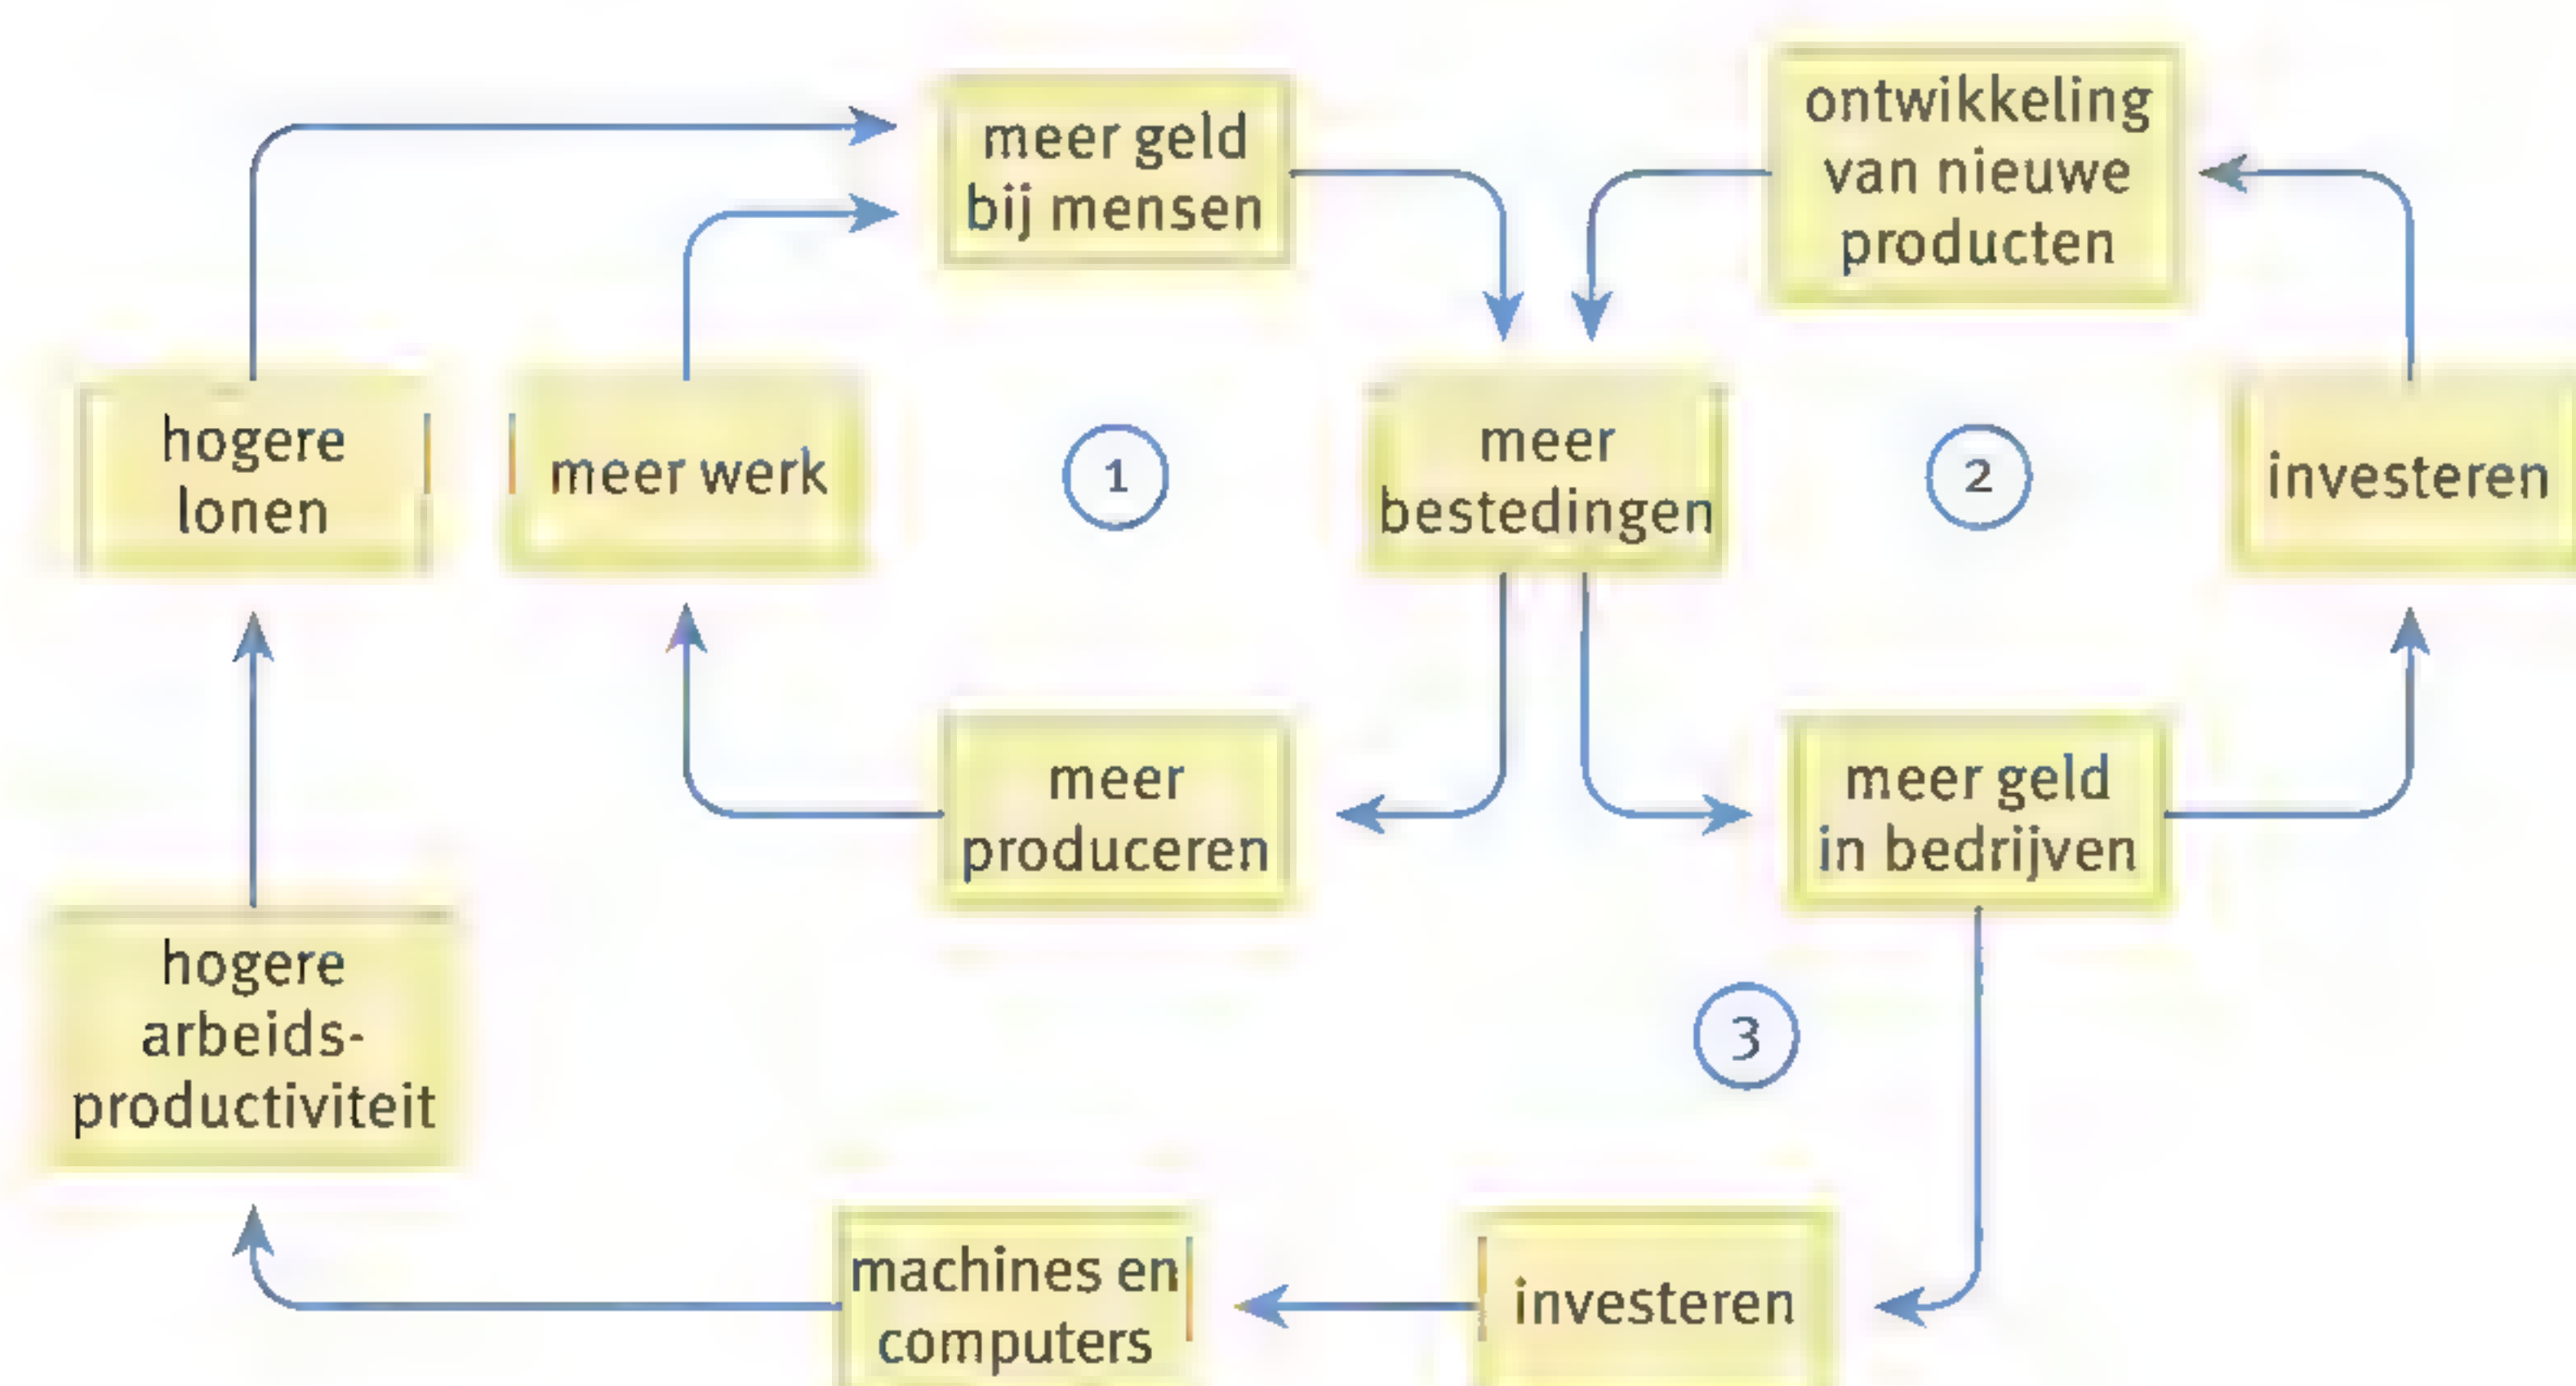 meer geld
bij mensen
ontwikkeling
van nieuwe
producten
hogere
lonen
meer werk
1
meer
bestedingen
2
investeren
meer
produceren
meer geld
in bedrijven
hogere
arbeids-
productiviteit
3
machines en
computers
investeren